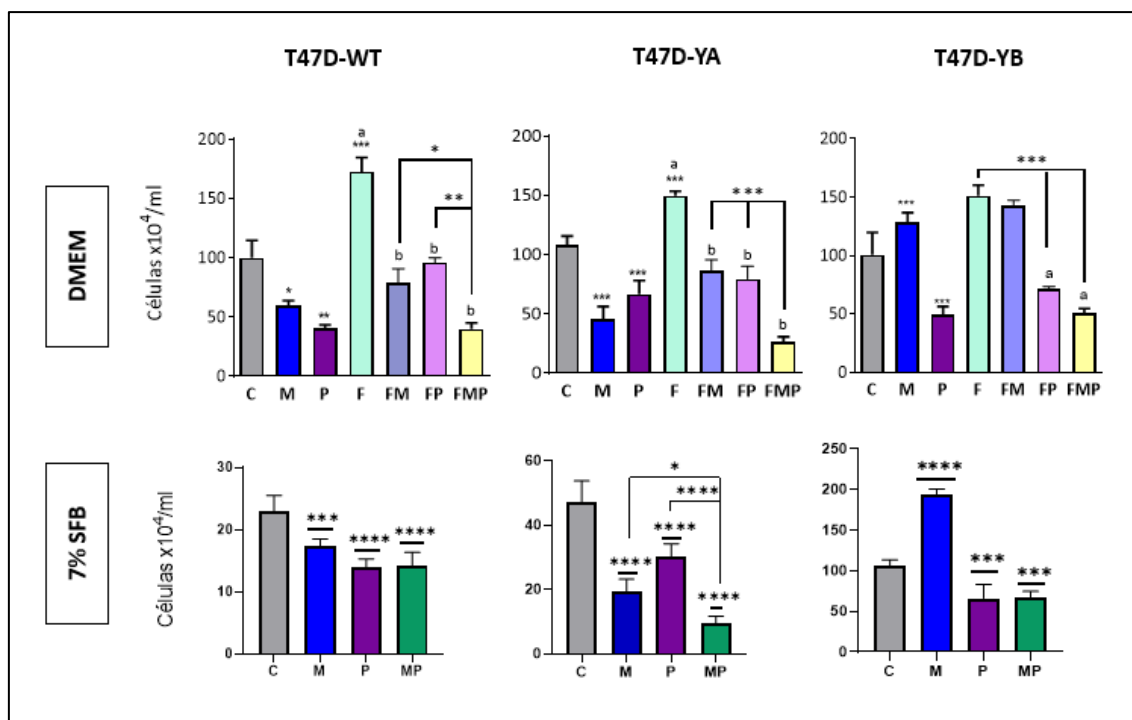 T47D-WT
T47D-YA
T47D-YB
DMEM
Células x10⁴/ml
200
150
100
50
0
*
**
a
***
b
b
*
**
b
C M P F FM FP FMP
200
150
100
50
0
***
***
a
***
b
b
***
b
C M P F FM FP FMP
200
150
100
50
0
***
***
***
a
a
C M P F FM FP FMP
7% SFB
Células x10⁴/ml
30
20
10
0
***
****
****
C M P MP
60
40
20
0
*
****
****
****
****
C M P MP
250
200
150
100
50
0
****
***
***
C M P MP